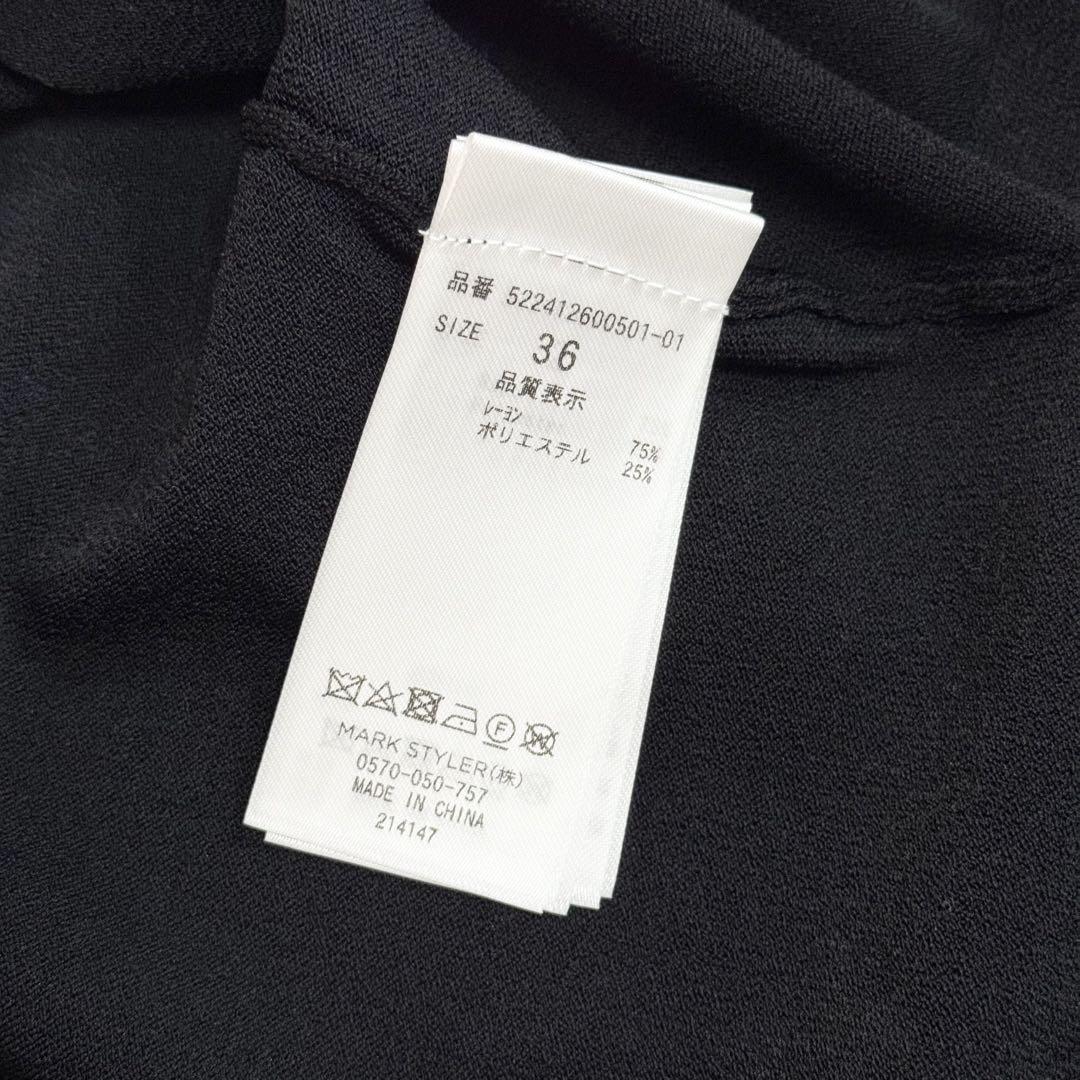 品番 522412600501-01
SIZE 36
品質表示
レーヨン 75%
ポリエステル 25%
MARK STYLER(株)
0570-050-757
MADE IN CHINA
214147